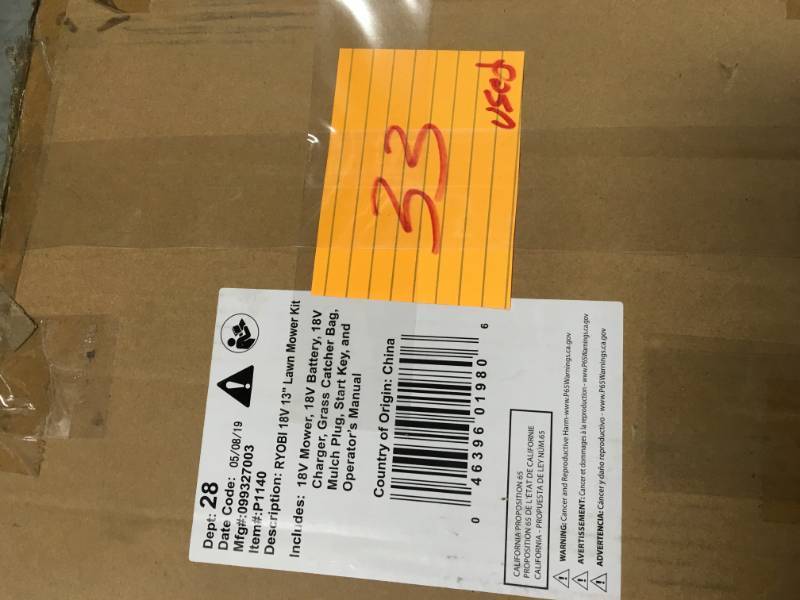 33
used
Dept: 28
Date Code: 05/08/19
Mfg#:099327003
Item#:P1140
Description: RYOBI 18V 13" Lawn Mower Kit
Includes: 18V Mower, 18V Battery, 18V
Charger, Grass Catcher Bag,
Mulch Plug, Start Key, and
Operator's Manual
Country of Origin: China
0 46396 01980 6
CALIFORNIA PROPOSITION 65
PROPOSITION 65 DE L'ÉTAT DE CALIFORNIE
CALIFORNIA - PROPUESTA DE LEY NÚM.65
WARNING: Cancer and Reproductive Harm-www.P65Warnings.ca.gov
AVERTISSEMENT: Cancer et dommages à la reproduction - www.P65Warnings.ca.gov
ADVERTENCIA: Cáncer y daño reproductivo - www.P65Warnings.ca.gov